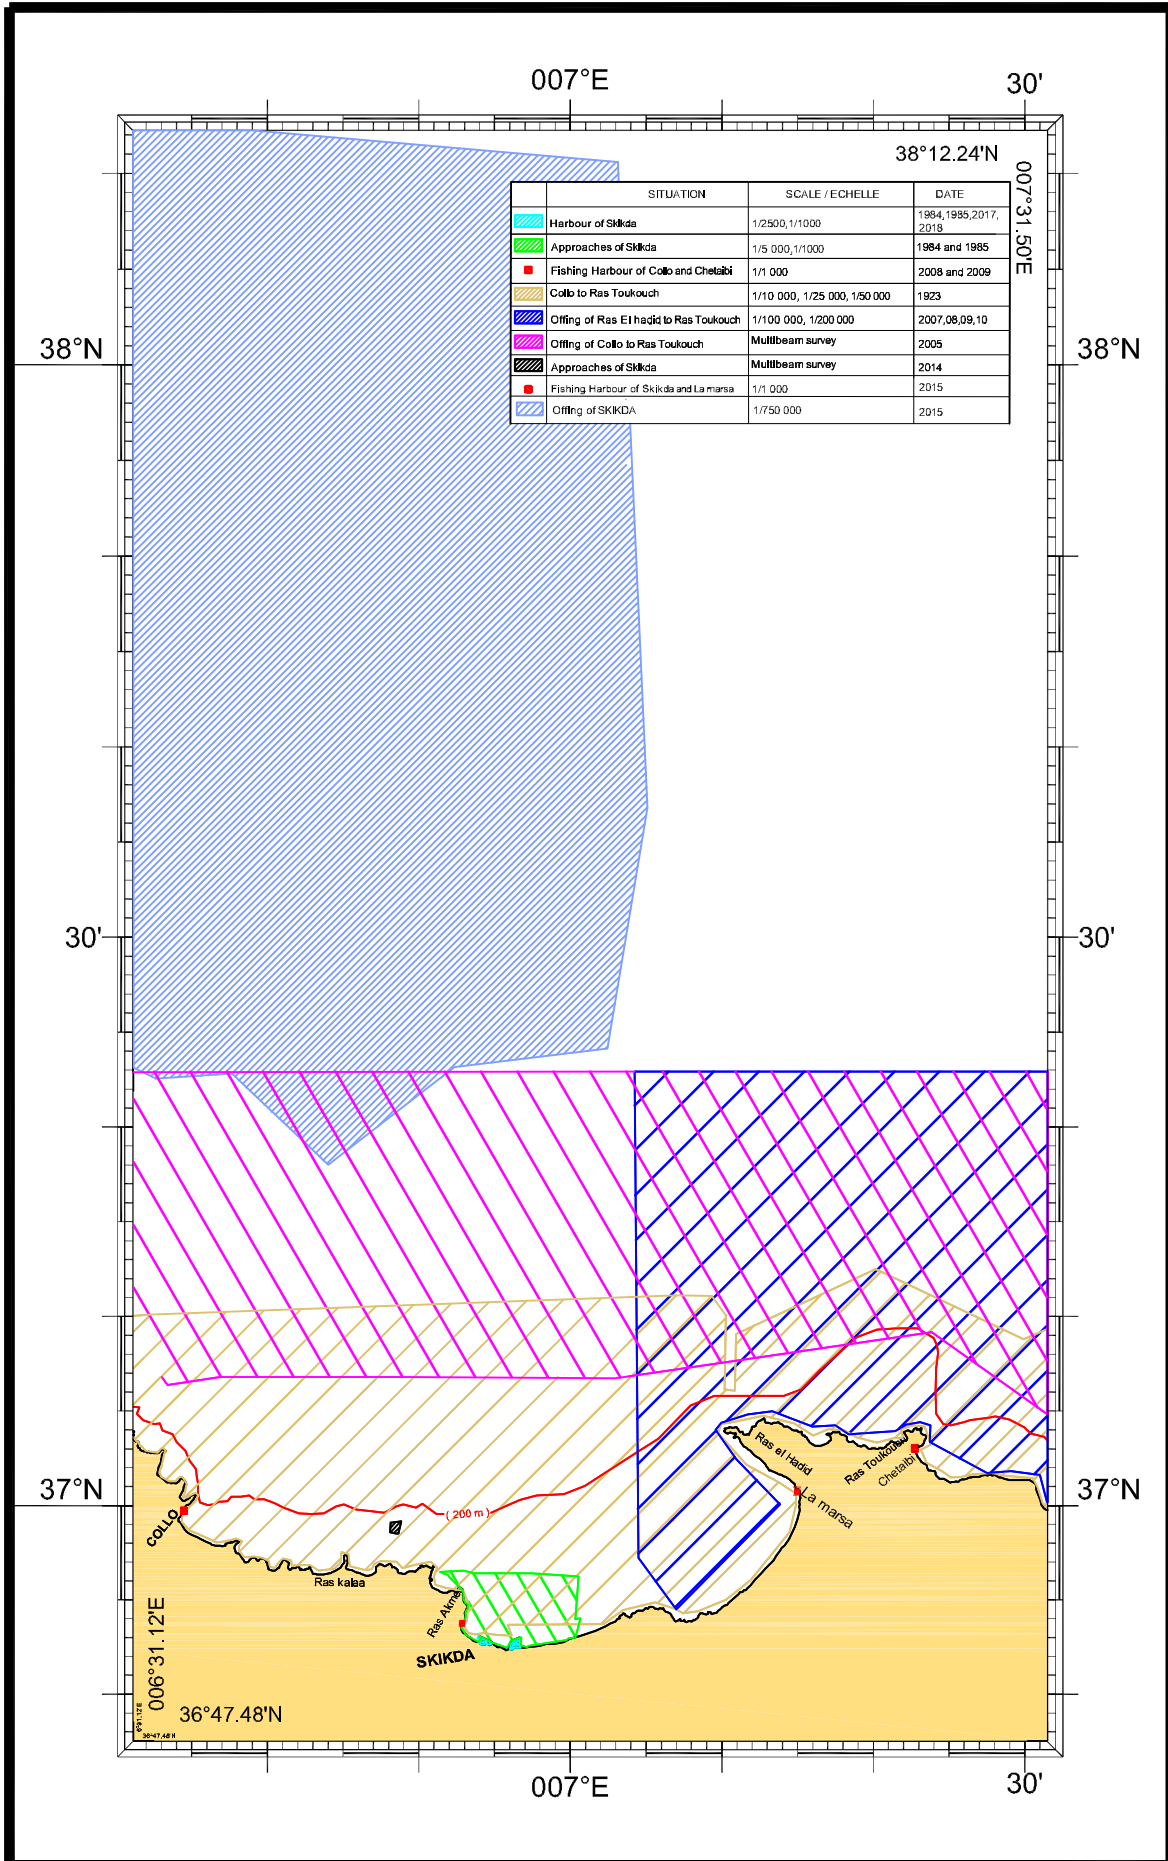 007°E 30'
38°12.24'N
007°31.50'E
SITUATION SCALE / ECHELLE DATE
Harbour of Skikda 1/2500,1/1000 1984,1985,2017,
2018
Approaches of Skikda 1/5 000,1/1000 1984 and 1985
Fishing Harbour of Collo and Chetaibi 1/1 000 2008 and 2009
Collo to Ras Toukouch 1/10 000, 1/25 000, 1/50 000 1923
Offing of Ras El hadid to Ras Toukouch 1/100 000, 1/200 000 2007,08,09,10
Offing of Collo to Ras Toukouch Multibeam survey 2005
Approaches of Skikda Multibeam survey 2014
Fishing Harbour of Skikda and La marsa 1/1 000 2015
Offing of SKIKDA 1/750 000 2015
38°N 38°N
30' 30'
Ras el Hadid
Ras Toukouch
Chetaibi
37°N 37°N
La marsa
( 200 m )
COLLO
Ras kalaa
Ras Akmé
SKIKDA
006°31.12'E
36°47.48'N
6°31.12'E
36°47.48'N
007°E 30'